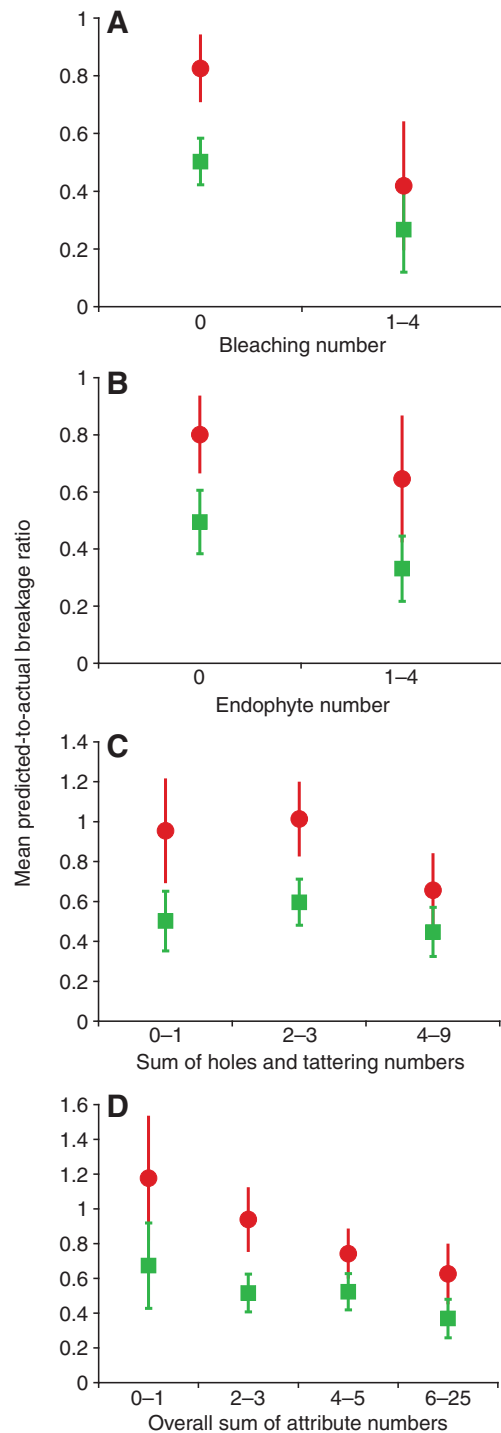 Mean predicted-to-actual breakage ratio
A
1
0.8
0.6
0.4
0.2
0
0 1–4
Bleaching number
B
1
0.8
0.6
0.4
0.2
0
0 1–4
Endophyte number
C
1.4
1.2
1
0.8
0.6
0.4
0.2
0
0–1 2–3 4–9
Sum of holes and tattering numbers
D
1.6
1.4
1.2
1
0.8
0.6
0.4
0.2
0
0–1 2–3 4–5 6–25
Overall sum of attribute numbers